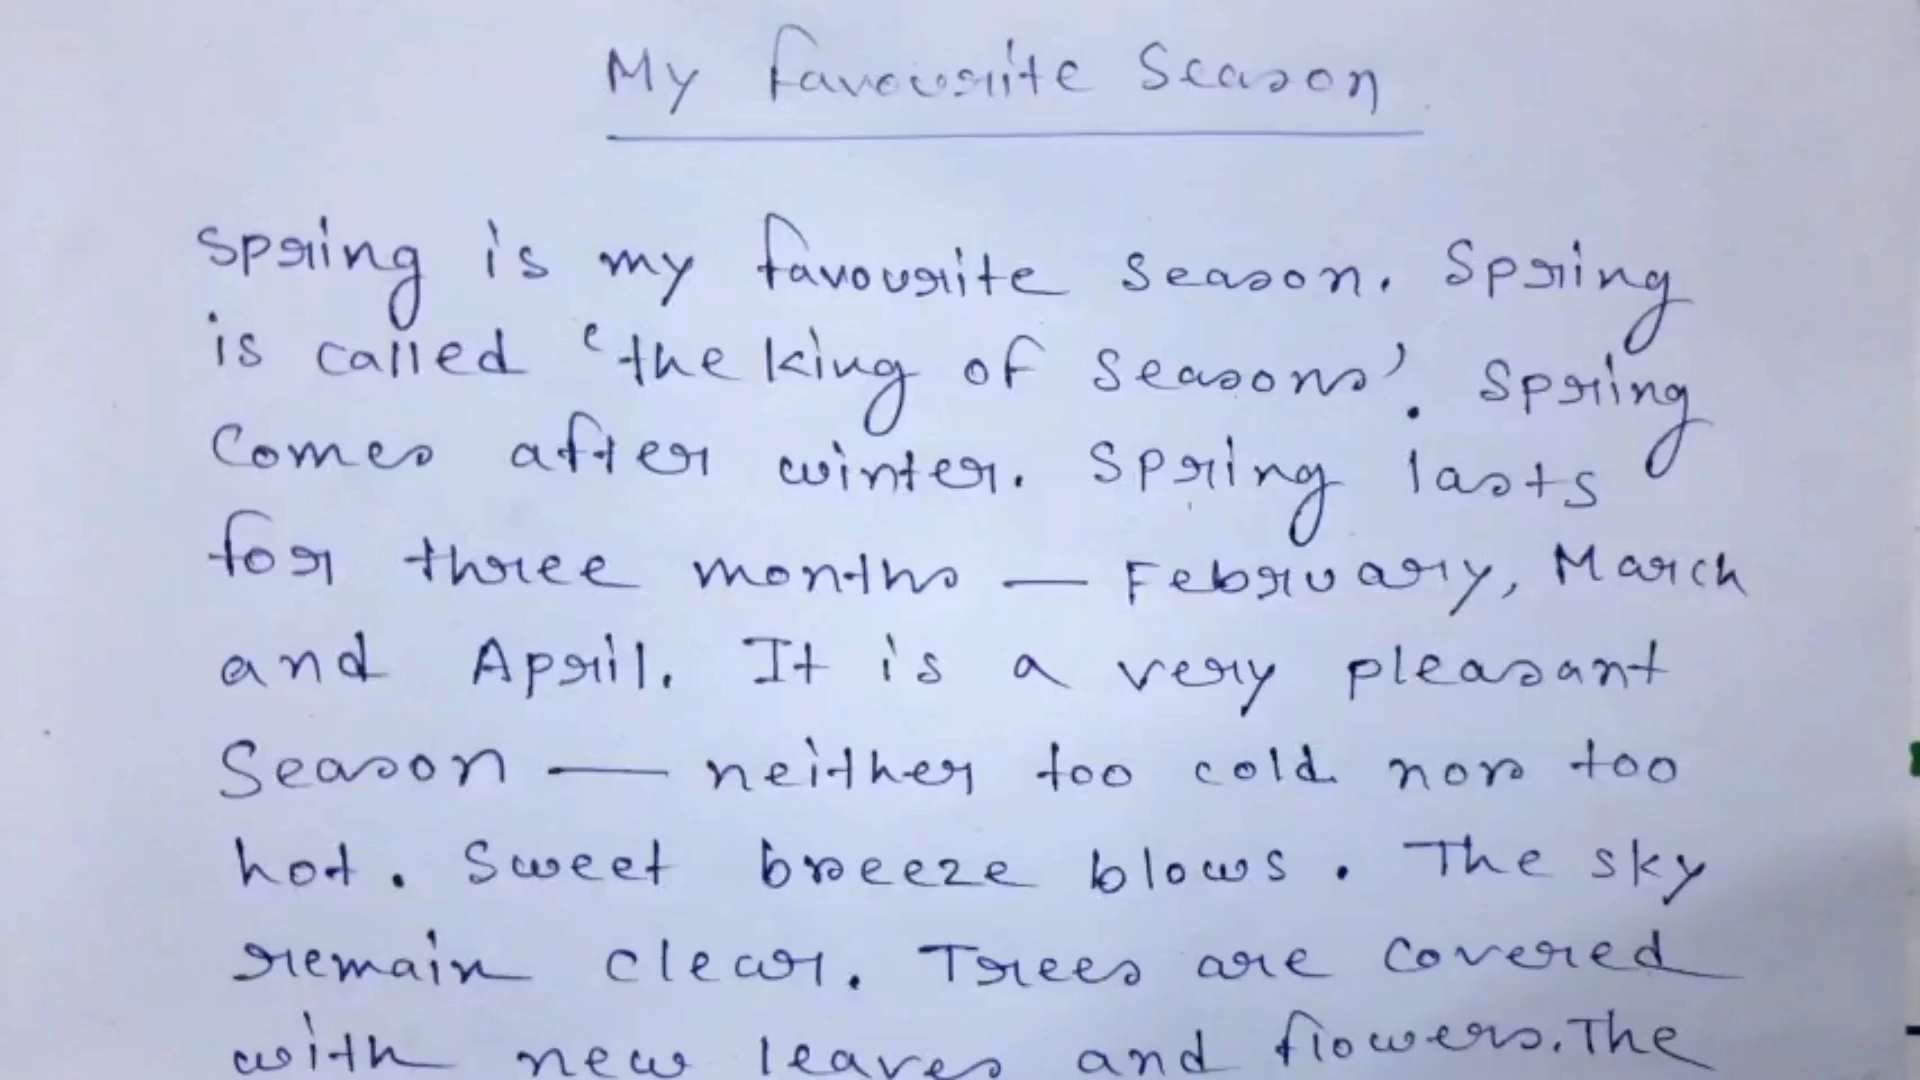 My favourite Season
Spring is my favourite season. Spring
is called 'the king of seasons'. Spring
Comes after winter. Spring lasts
for three months — February, March
and April. It is a very pleasant
Season — neither too cold nor too
hot. Sweet breeze blows. The sky
remain clear. Trees are covered
with new leaves and flowers. The